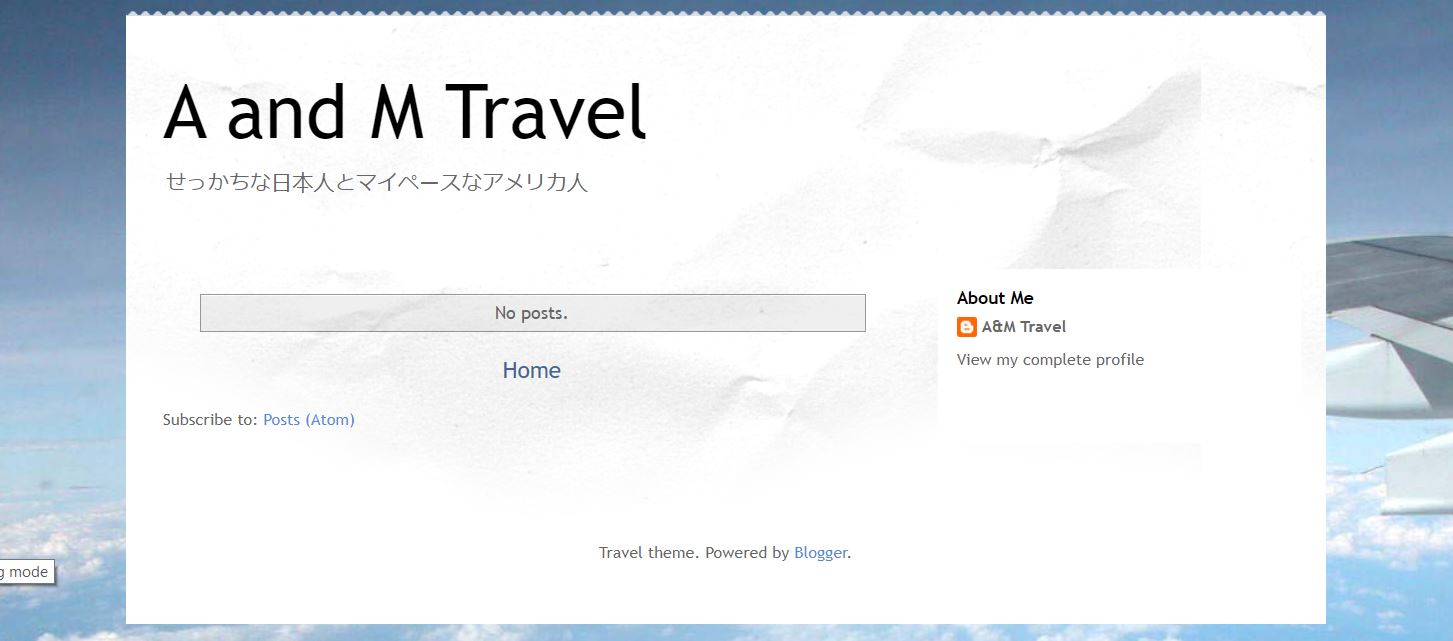 A and M Travel
せっかちな日本人とマイペースなアメリカ人
No posts.
Home
Subscribe to: Posts (Atom)
About Me
A&M Travel
View my complete profile
Travel theme. Powered by Blogger.
g mode